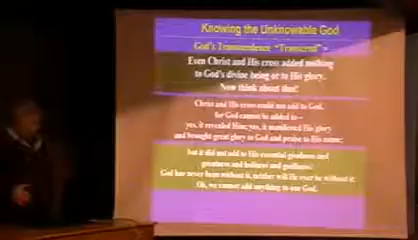 Knowing the Unknowable God
God's Transcendence "Transcend" =
Even Christ and His cross added nothing
to God's divine being or to His glory.
Now think about that!
Christ and His cross could not add to God,
for God cannot be added to –
yes, it revealed Him; yes, it manifested His glory
and brought great glory to God and praise to His name;
but it did not add to His essential goodness and
greatness and holiness and godliness.
God has never been without it, neither will He ever be without it.
Oh, we cannot add anything to our God.